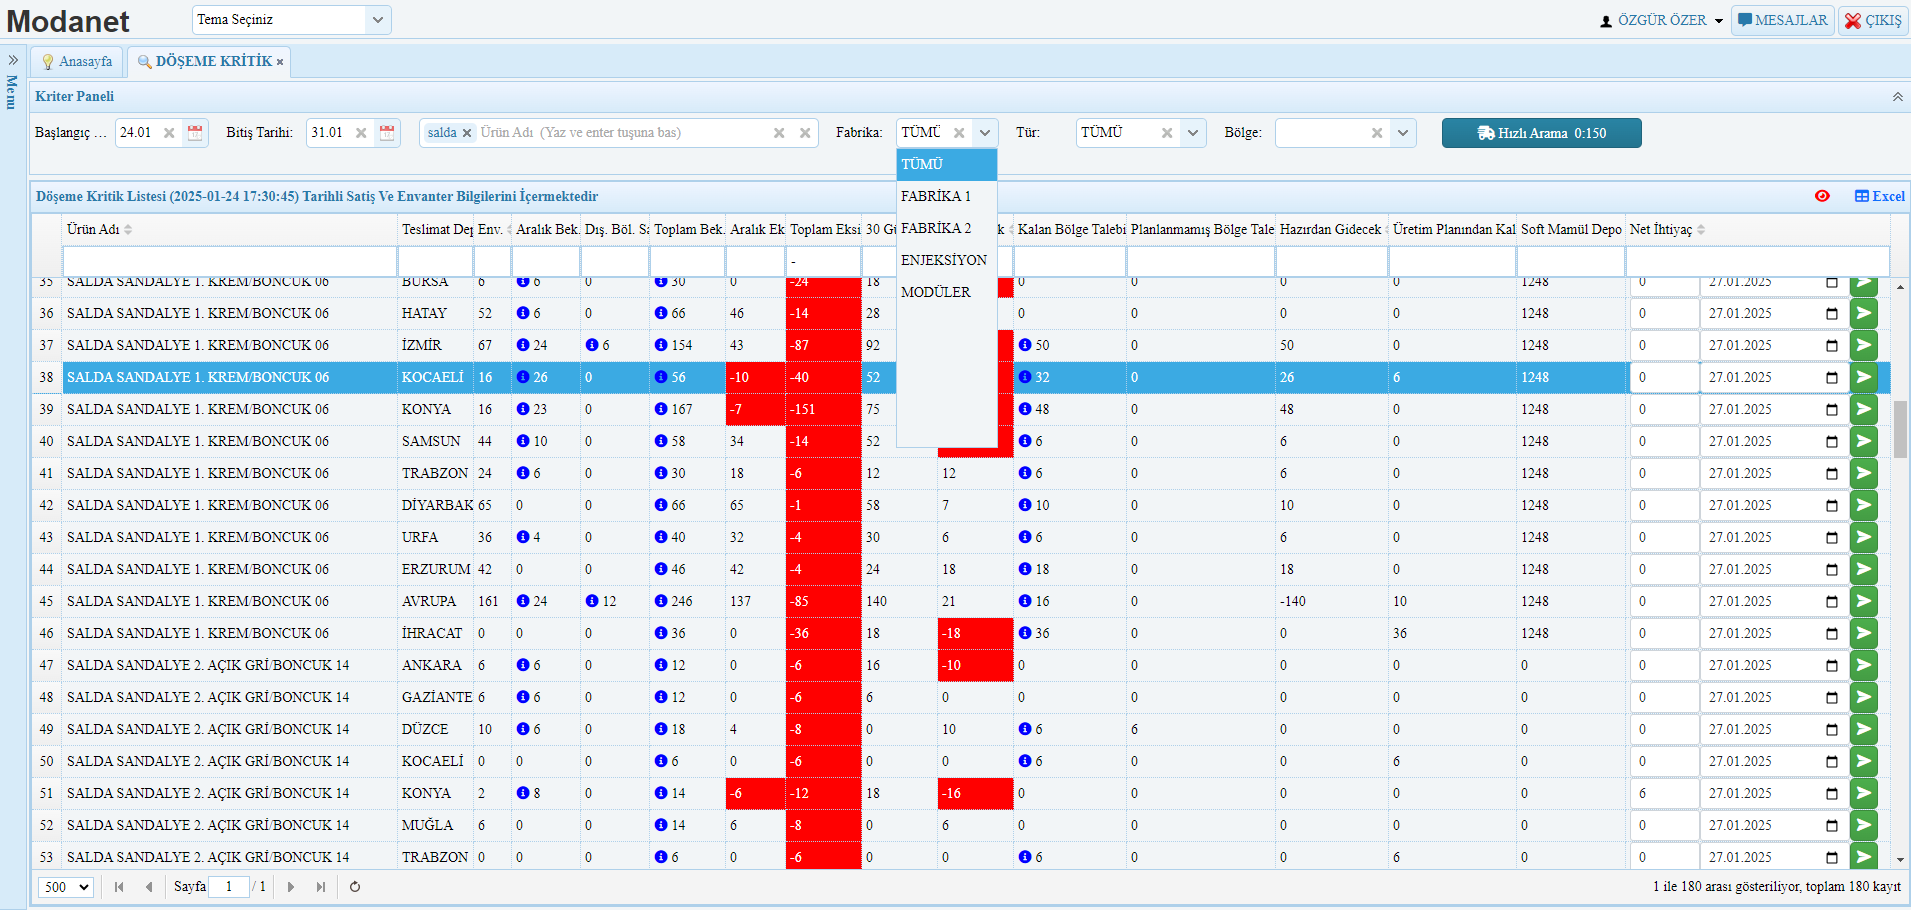 Modanet
Tema Seçiniz
ÖZGÜR ÖZER
MESAJLAR
ÇIKIŞ
Menu
Anasayfa
DÖŞEME KRİTİK
Kriter Paneli
Başlangıç ... 24.01 Bitiş Tarihi: 31.01 salda Ürün Adı (Yaz ve enter tuşuna bas) Fabrika: TÜMÜ Tür: TÜMÜ Bölge: Hızlı Arama 0:150
TÜMÜ
FABRİKA 1
FABRİKA 2
ENJEKSİYON
MODÜLER
Döşeme Kritik Listesi (2025-01-24 17:30:45) Tarihli Satiş Ve Envanter Bilgilerini İçermektedir
Excel
Ürün Adı Teslimat Dep Env. Aralık Bek. Dış. Böl. Sa Toplam Bek. Aralık Ek Toplam Eksi 30 Gü k Kalan Bölge Talebi Planlanmamış Bölge Tale Hazırdan Gidecek Üretim Planından Kal Soft Mamül Depo Net İhtiyaç
-
35 SALDA SANDALYE 1. KREM/BONCUK 06 BURSA 6 6 0 30 0 -24 18 0 0 0 0 1248 0 27.01.2025
36 SALDA SANDALYE 1. KREM/BONCUK 06 HATAY 52 6 0 66 46 -14 28 0 0 0 0 1248 0 27.01.2025
37 SALDA SANDALYE 1. KREM/BONCUK 06 İZMİR 67 24 6 154 43 -87 92 50 0 50 0 1248 0 27.01.2025
38 SALDA SANDALYE 1. KREM/BONCUK 06 KOCAELİ 16 26 0 56 -10 -40 52 32 0 26 6 1248 0 27.01.2025
39 SALDA SANDALYE 1. KREM/BONCUK 06 KONYA 16 23 0 167 -7 -151 75 48 0 48 0 1248 0 27.01.2025
40 SALDA SANDALYE 1. KREM/BONCUK 06 SAMSUN 44 10 0 58 34 -14 52 6 0 6 0 1248 0 27.01.2025
41 SALDA SANDALYE 1. KREM/BONCUK 06 TRABZON 24 6 0 30 18 -6 12 12 6 0 6 0 1248 0 27.01.2025
42 SALDA SANDALYE 1. KREM/BONCUK 06 DİYARBAK 65 0 0 66 65 -1 58 7 10 0 10 0 1248 0 27.01.2025
43 SALDA SANDALYE 1. KREM/BONCUK 06 URFA 36 4 0 40 32 -4 30 6 6 0 6 0 1248 0 27.01.2025
44 SALDA SANDALYE 1. KREM/BONCUK 06 ERZURUM 42 0 0 46 42 -4 24 18 18 0 18 0 1248 0 27.01.2025
45 SALDA SANDALYE 1. KREM/BONCUK 06 AVRUPA 161 24 12 246 137 -85 140 21 16 0 -140 10 1248 0 27.01.2025
46 SALDA SANDALYE 1. KREM/BONCUK 06 İHRACAT 0 0 0 36 0 -36 18 -18 36 0 0 36 1248 0 27.01.2025
47 SALDA SANDALYE 2. AÇIK GRİ/BONCUK 14 ANKARA 6 6 0 12 0 -6 16 -10 0 0 0 0 0 0 27.01.2025
48 SALDA SANDALYE 2. AÇIK GRİ/BONCUK 14 GAZİANTE 6 6 0 12 0 -6 6 0 0 0 0 0 0 0 27.01.2025
49 SALDA SANDALYE 2. AÇIK GRİ/BONCUK 14 DÜZCE 10 6 0 18 4 -8 0 10 6 6 0 0 0 0 27.01.2025
50 SALDA SANDALYE 2. AÇIK GRİ/BONCUK 14 KOCAELİ 0 0 0 6 0 -6 0 0 6 0 0 6 0 0 27.01.2025
51 SALDA SANDALYE 2. AÇIK GRİ/BONCUK 14 KONYA 2 8 0 14 -6 -12 18 -16 0 0 0 0 0 6 27.01.2025
52 SALDA SANDALYE 2. AÇIK GRİ/BONCUK 14 MUĞLA 6 0 0 14 6 -8 0 6 0 0 0 0 0 0 27.01.2025
53 SALDA SANDALYE 2. AÇIK GRİ/BONCUK 14 TRABZON 0 0 0 6 0 -6 0 0 6 0 0 6 0 0 27.01.2025
500 Sayfa 1 / 1
1 ile 180 arası gösteriliyor, toplam 180 kayıt